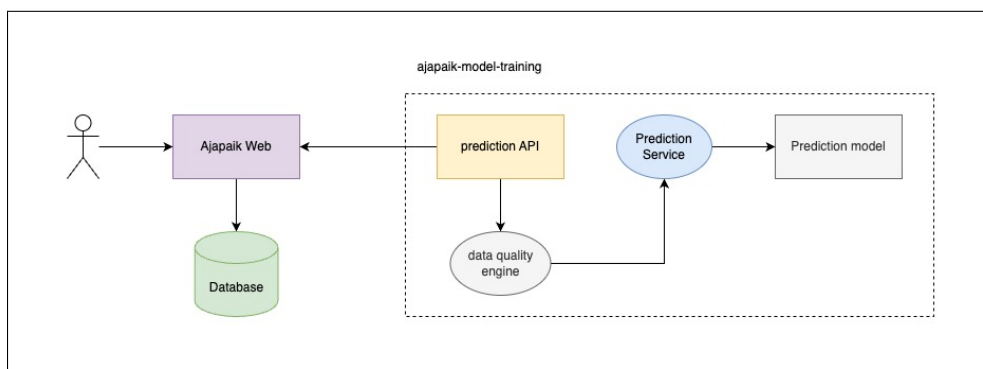 ajapaik-model-training
Ajapaik Web
prediction API
Prediction
Service
Prediction model
data quality
engine
Database